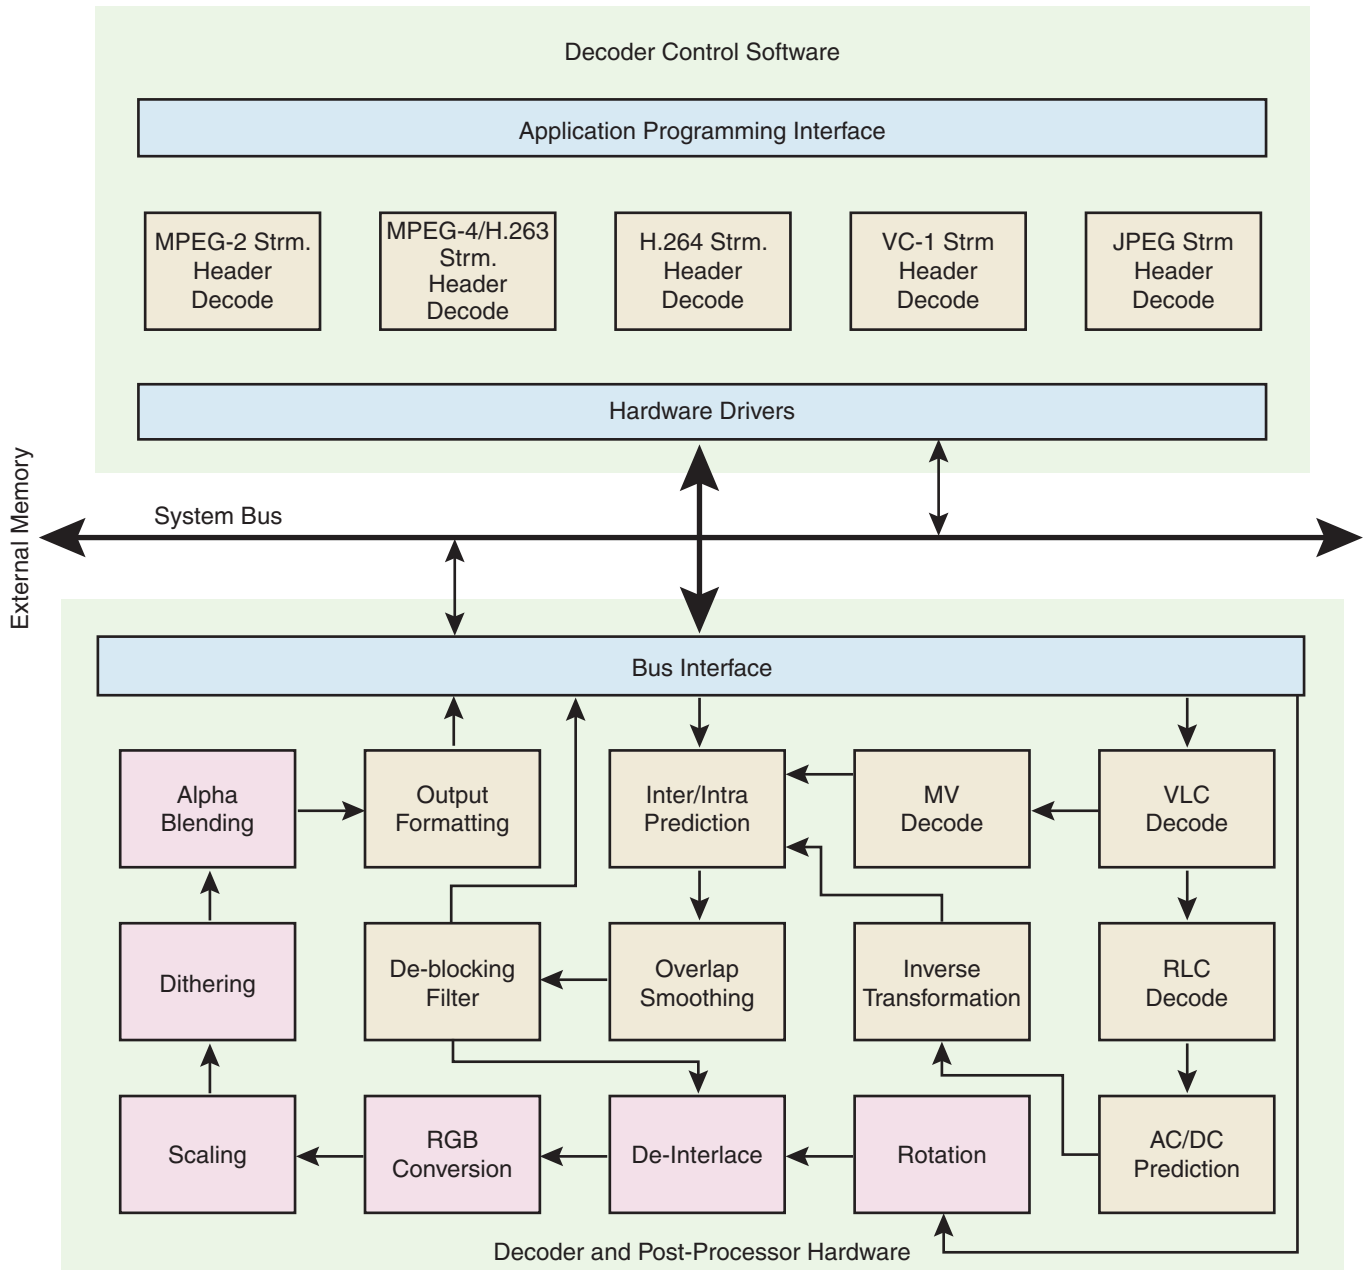 Decoder Control Software
Application Programming Interface
MPEG-2 Strm.
Header
Decode
MPEG-4/H.263
Strm.
Header
Decode
H.264 Strm.
Header
Decode
VC-1 Strm
Header
Decode
JPEG Strm
Header
Decode
Hardware Drivers
External Memory
System Bus
Bus Interface
Alpha
Blending
Output
Formatting
Inter/Intra
Prediction
MV
Decode
VLC
Decode
Dithering
De-blocking
Filter
Overlap
Smoothing
Inverse
Transformation
RLC
Decode
Scaling
RGB
Conversion
De-Interlace
Rotation
AC/DC
Prediction
Decoder and Post-Processor Hardware